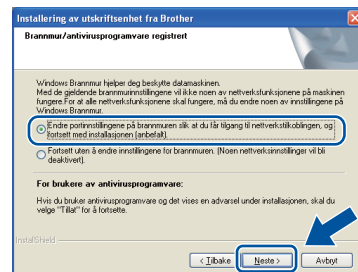 Installering av utskriftsenhet fra Brother
Brannmur/antivirusprogramvare registrert
Windows Brannmur hjelper deg beskytte datamaskinen.
Med de gjeldende brannmurinnstillingene vil ikke noen av nettverksfunksjonene på maskinen
fungere.For at alle nettverksfunksjonene skal fungere, må du endre noen av innstillingene på
Windows Brannmur.
Endre portinnstillingene på brannmuren slik at du får tilgang til nettverkstilkoblingen, og
fortsett med installasjonen (anbefalt).
Fortsett uten å endre innstillingene for brannmuren. (Noen nettverksinnstillinger vil bli
deaktivert).
For brukere av antivirusprogramvare:
Hvis du bruker antivirusprogramvare og det vises en advarsel under installasjonen, skal du
velge "Tillat" for å fortsette.
InstallShield
< Tilbake
Neste >
Avbryt